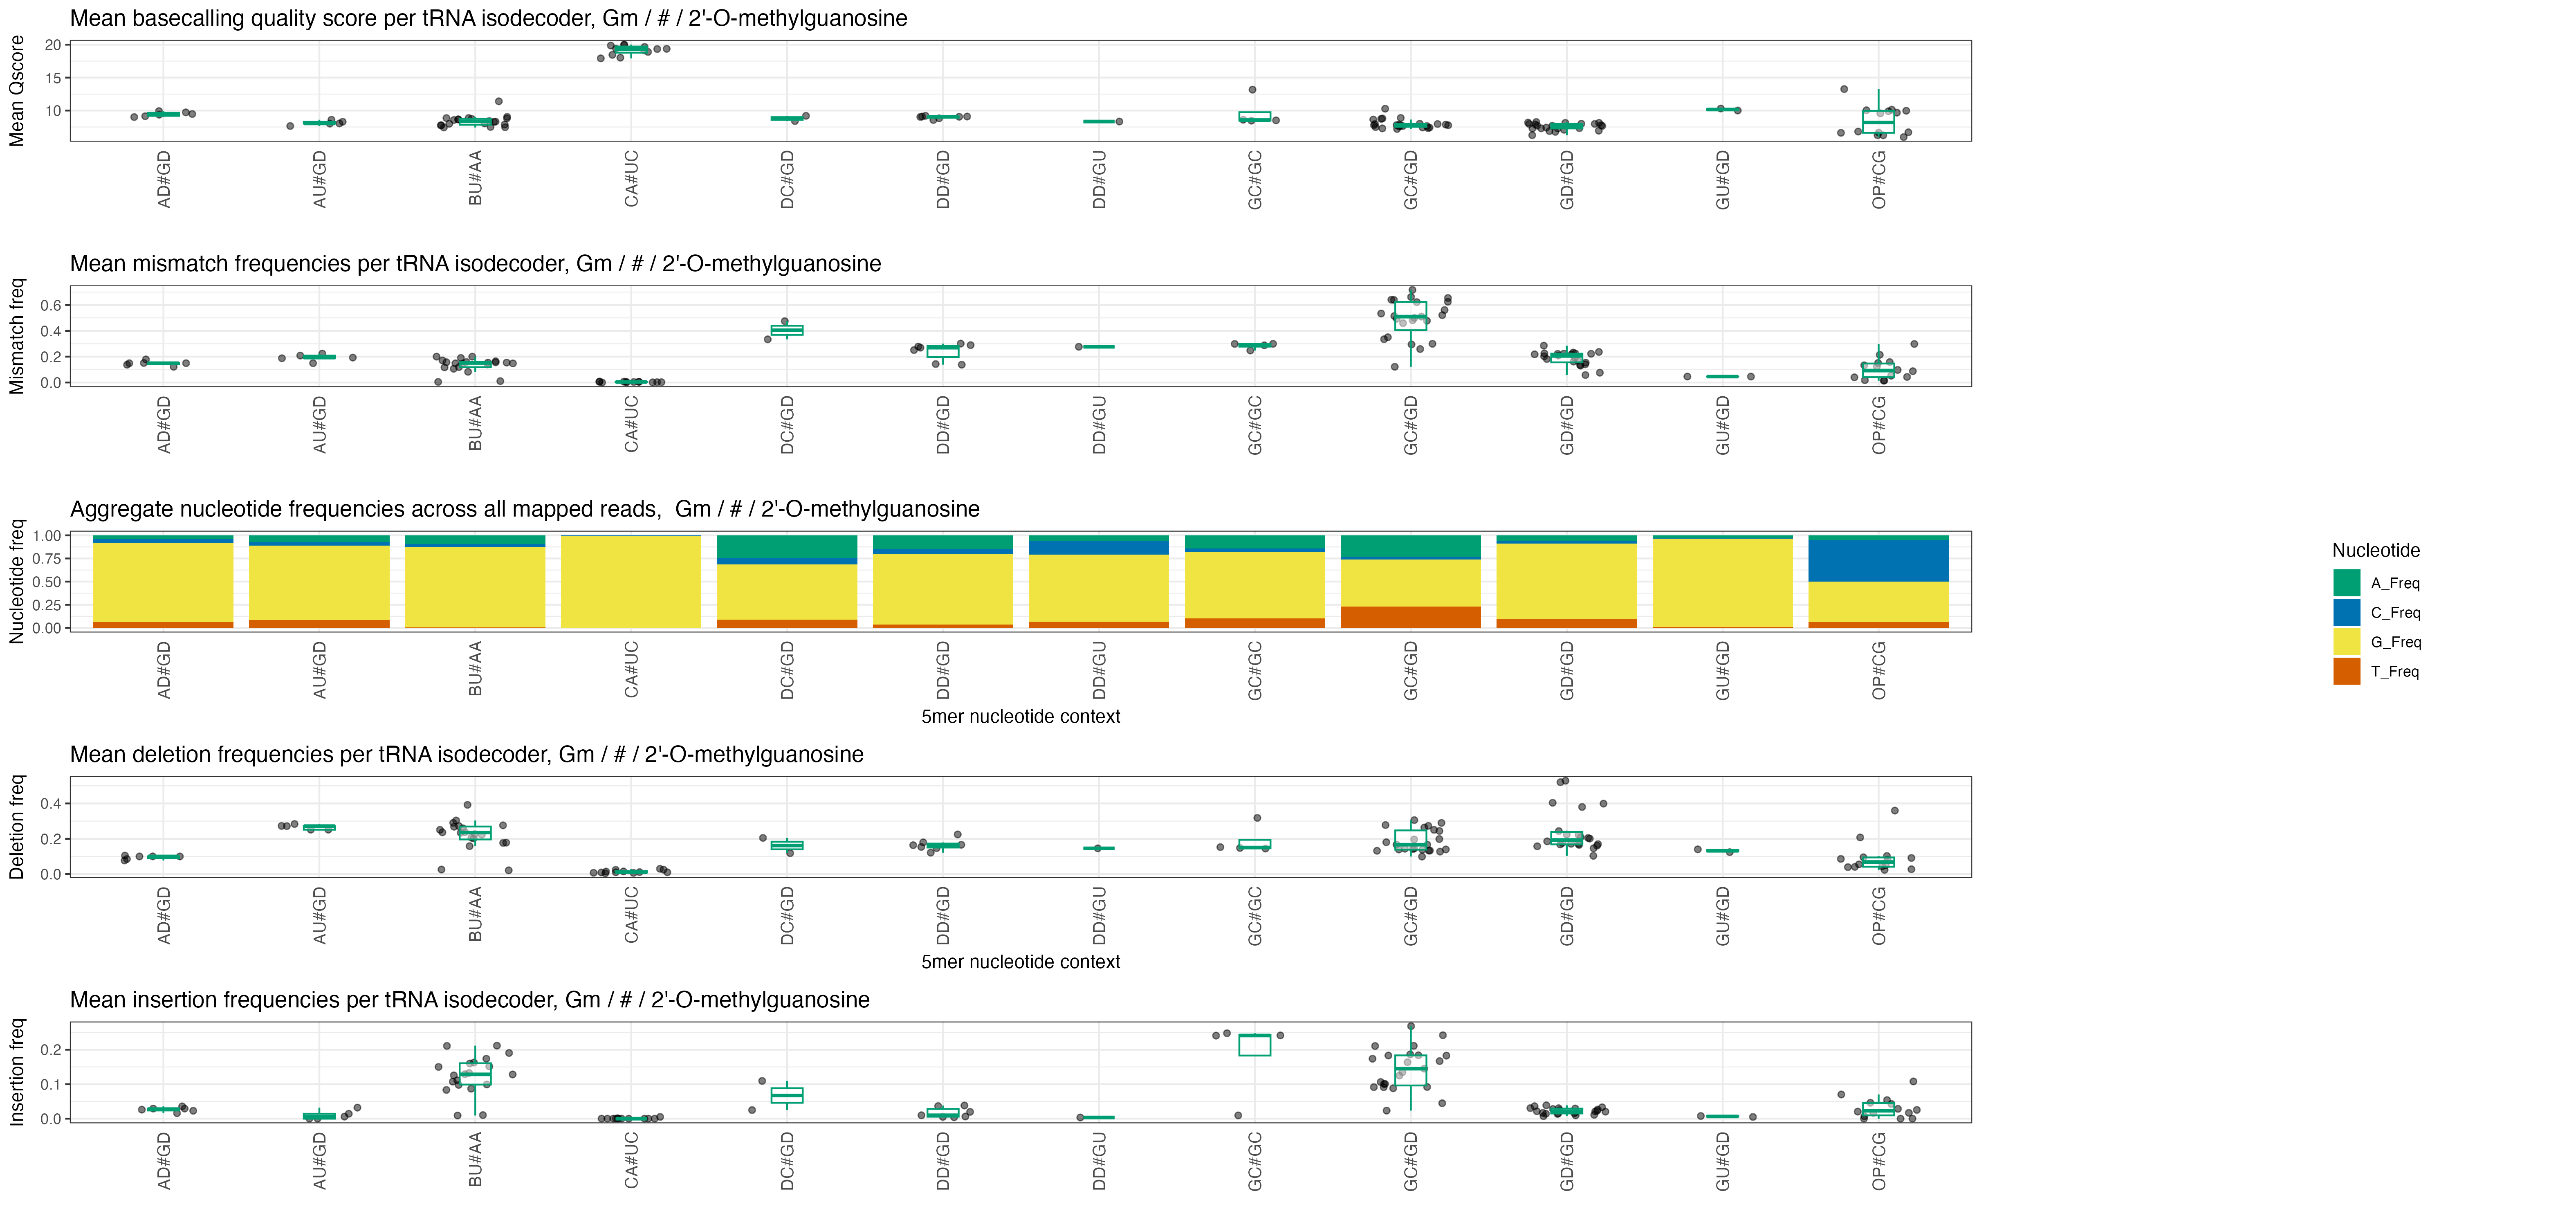 Mean basecalling quality score per tRNA isodecoder, Gm / # / 2'-O-methylguanosine
Mean Qscore
20
15
10
AD#GD AU#GD BU#AA CA#UC DC#GD DD#GD DD#GU GC#GC GC#GD GD#GD GU#GD OP#CG
Mean mismatch frequencies per tRNA isodecoder, Gm / # / 2'-O-methylguanosine
Mismatch freq
0.6
0.4
0.2
0.0
AD#GD AU#GD BU#AA CA#UC DC#GD DD#GD DD#GU GC#GC GC#GD GD#GD GU#GD OP#CG
Aggregate nucleotide frequencies across all mapped reads,  Gm / # / 2'-O-methylguanosine
Nucleotide freq
1.00
0.75
0.50
0.25
0.00
AD#GD AU#GD BU#AA CA#UC DC#GD DD#GD DD#GU GC#GC GC#GD GD#GD GU#GD OP#CG
5mer nucleotide context
Nucleotide
A_Freq
C_Freq
G_Freq
T_Freq
Mean deletion frequencies per tRNA isodecoder, Gm / # / 2'-O-methylguanosine
Deletion freq
0.4
0.2
0.0
AD#GD AU#GD BU#AA CA#UC DC#GD DD#GD DD#GU GC#GC GC#GD GD#GD GU#GD OP#CG
5mer nucleotide context
Mean insertion frequencies per tRNA isodecoder, Gm / # / 2'-O-methylguanosine
Insertion freq
0.2
0.1
0.0
AD#GD AU#GD BU#AA CA#UC DC#GD DD#GD DD#GU GC#GC GC#GD GD#GD GU#GD OP#CG